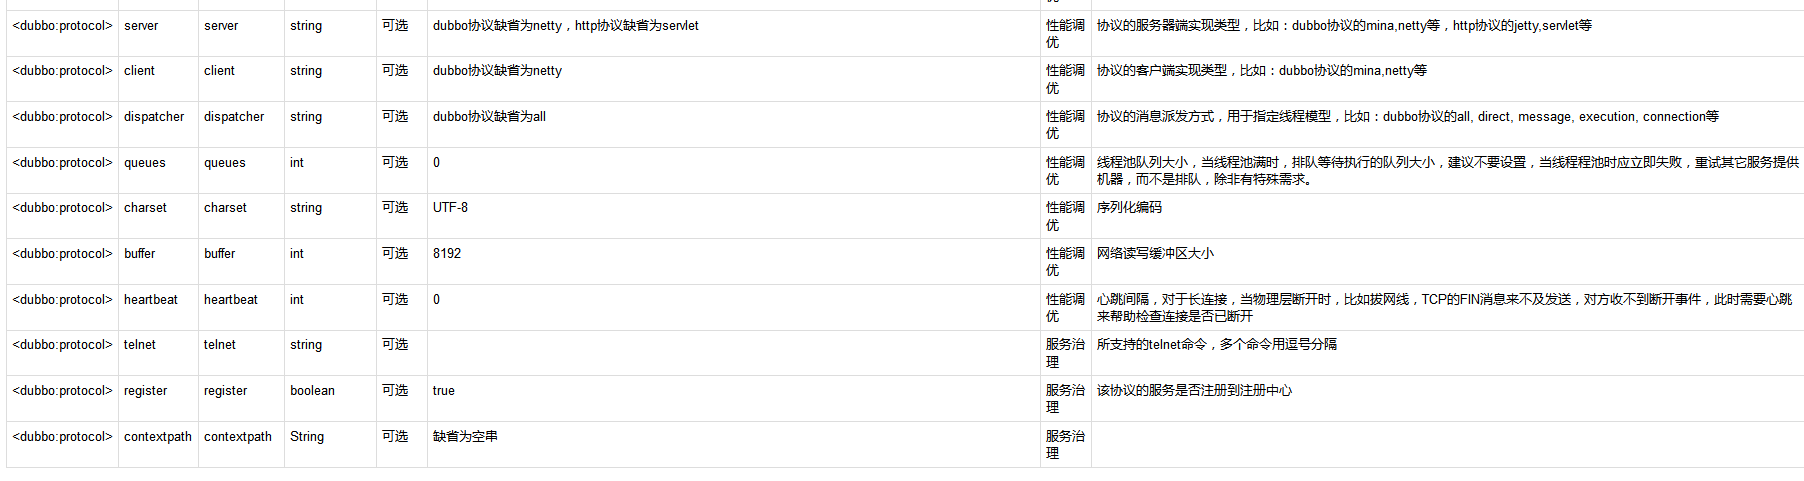 优
<dubbo:protocol> server server string 可选 dubbo协议缺省为netty，http协议缺省为servlet 性能调优 协议的服务器端实现类型，比如：dubbo协议的mina,netty等，http协议的jetty,servlet等
<dubbo:protocol> client client string 可选 dubbo协议缺省为netty 性能调优 协议的客户端实现类型，比如：dubbo协议的mina,netty等
<dubbo:protocol> dispatcher dispatcher string 可选 dubbo协议缺省为all 性能调优 协议的消息派发方式，用于指定线程模型，比如：dubbo协议的all, direct, message, execution, connection等
<dubbo:protocol> queues queues int 可选 0 性能调优 线程池队列大小，当线程池满时，排队等待执行的队列大小，建议不要设置，当线程程池时应立即失败，重试其它服务提供
机器，而不是排队，除非有特殊需求。
<dubbo:protocol> charset charset string 可选 UTF-8 性能调优 序列化编码
<dubbo:protocol> buffer buffer int 可选 8192 性能调优 网络读写缓冲区大小
<dubbo:protocol> heartbeat heartbeat int 可选 0 性能调优 心跳间隔，对于长连接，当物理层断开时，比如拔网线，TCP的FIN消息来不及发送，对方收不到断开事件，此时需要心跳
来帮助检查连接是否已断开
<dubbo:protocol> telnet telnet string 可选 服务治理 所支持的telnet命令，多个命令用逗号分隔
<dubbo:protocol> register register boolean 可选 true 服务治理 该协议的服务是否注册到注册中心
<dubbo:protocol> contextpath contextpath String 可选 缺省为空串 服务治理